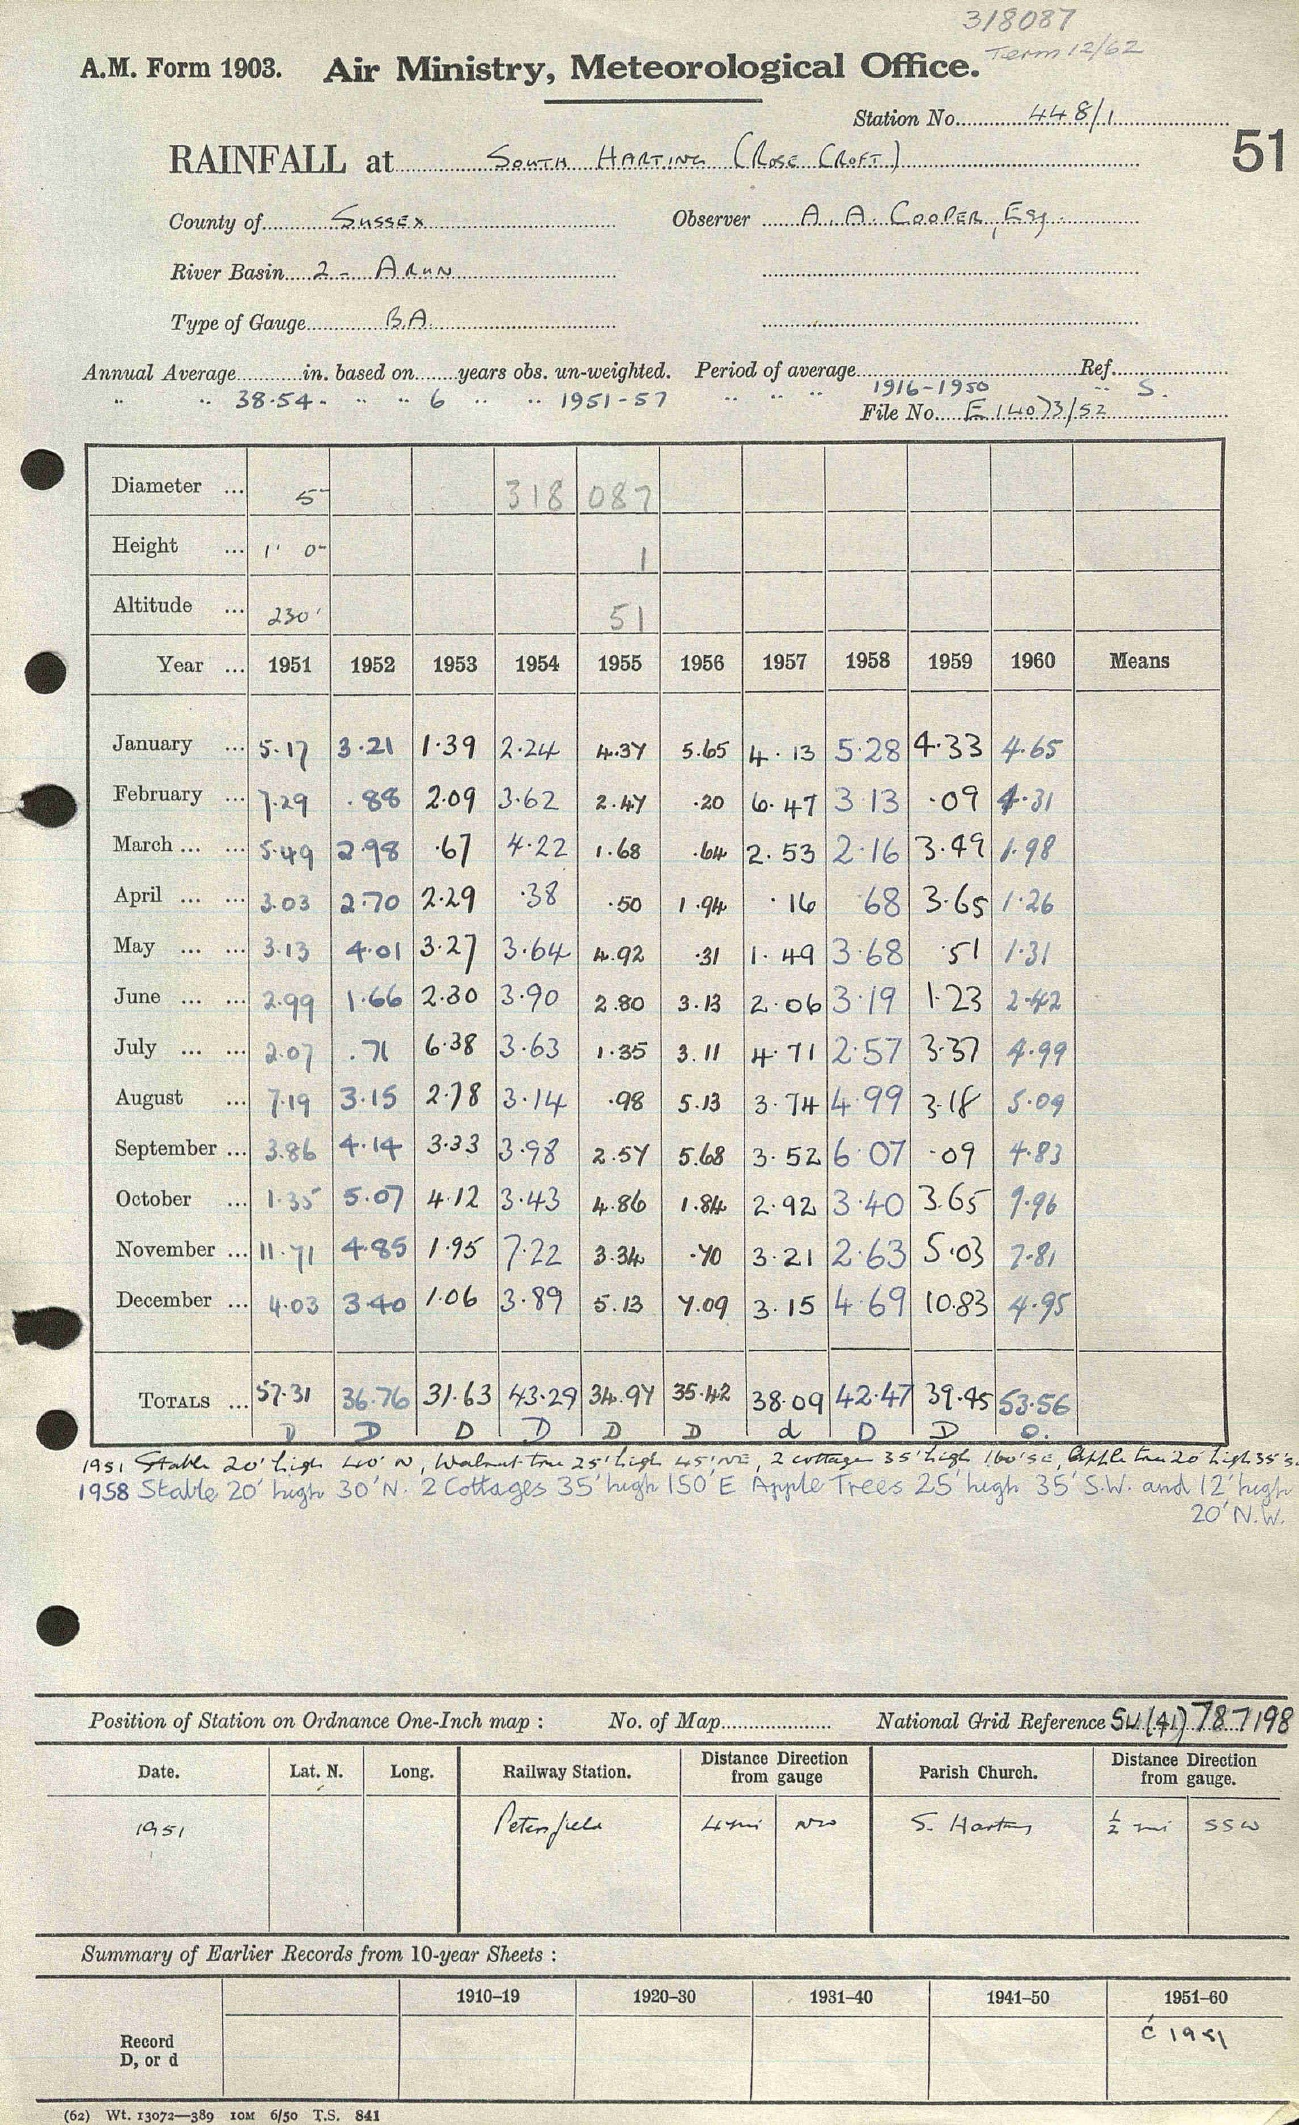 318087
Term 12/62
A.M. Form 1903. Air Ministry, Meteorological Office.
Station No. 448/1
51
RAINFALL at South Harting (Rose Croft)
County of Sussex Observer A. A. Cooper, Esq.
River Basin 2 - Arun
Type of Gauge B.A.
Annual Average in. based on years obs. un-weighted. Period of average Ref.
" " 38.54 " " 6 " " 1951-57 " " " 1916-1950 " S.
File No. E 14073/52
Diameter ... 5" 318 087
Height ... 1' 0" 1
Altitude ... 230' 51
Year ... 1951 1952 1953 1954 1955 1956 1957 1958 1959 1960 Means
January ... 5.17 3.21 1.39 2.24 4.37 5.65 4.13 5.28 4.33 4.65
February ... 7.29 .88 2.09 3.62 2.47 .20 6.47 3.13 .09 4.31
March ... ... 5.49 2.98 .67 4.22 1.68 .64 2.53 2.16 3.49 1.98
April ... ... 3.03 2.70 2.29 .38 .50 1.94 .16 .68 3.65 1.26
May ... ... 3.13 4.01 3.27 3.64 4.92 .31 1.49 3.68 .51 1.31
June ... ... 2.99 1.66 2.30 3.90 2.80 3.13 2.06 3.19 1.23 2.42
July ... ... 2.07 .71 6.38 3.63 1.35 3.11 4.71 2.57 3.37 4.99
August ... 7.19 3.15 2.78 3.14 .98 5.13 3.74 4.99 3.18 5.09
September ... 3.86 4.14 3.33 3.98 2.57 5.68 3.52 6.07 .09 4.83
October ... 1.35 5.07 4.12 3.43 4.86 1.84 2.92 3.40 3.65 9.96
November ... 11.71 4.85 1.95 7.22 3.34 .70 3.21 2.63 5.03 7.81
December ... 4.03 3.40 1.06 3.89 5.13 7.09 3.15 4.69 10.83 4.95
TOTALS ... 57.31 36.76 31.63 43.29 34.97 35.42 38.09 42.47 39.45 53.56
D D D D D D d D D D.
1951 Stable 20' high 40' N, Walnut tree 25' high 45' NE, 2 cottages 35' high 160' SE, Apple tree 20' high 35' S.
1958 Stable 20' high 30' N. 2 Cottages 35' high 150' E Apple Trees 25' high 35' S.W. and 12' high
20' N.W.
Position of Station on Ordnance One-Inch map : No. of Map National Grid Reference SU(41) 787198
Date. Lat. N. Long. Railway Station. Distance Direction from gauge Parish Church. Distance Direction from gauge.
1951 Petersfield 4 mi NW S. Harting ½ mi SSW
Summary of Earlier Records from 10-year Sheets :
1910–19 1920–30 1931–40 1941–50 1951–60
Record
D, or d
c 1951
(62) Wt. 13072—389 10M 6/50 T.S. 841